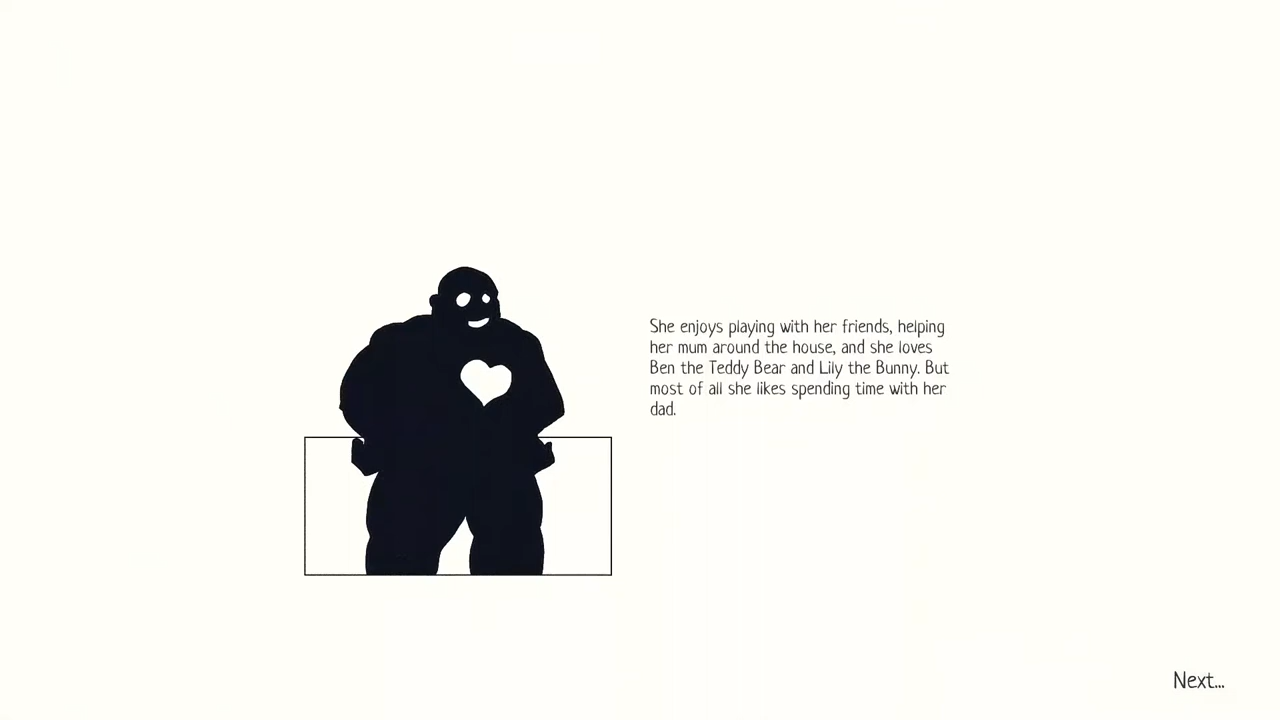 She enjoys playing with her friends, helping
her mum around the house, and she loves
Ben the Teddy Bear and Lily the Bunny. But
most of all she likes spending time with her
dad.
Next...